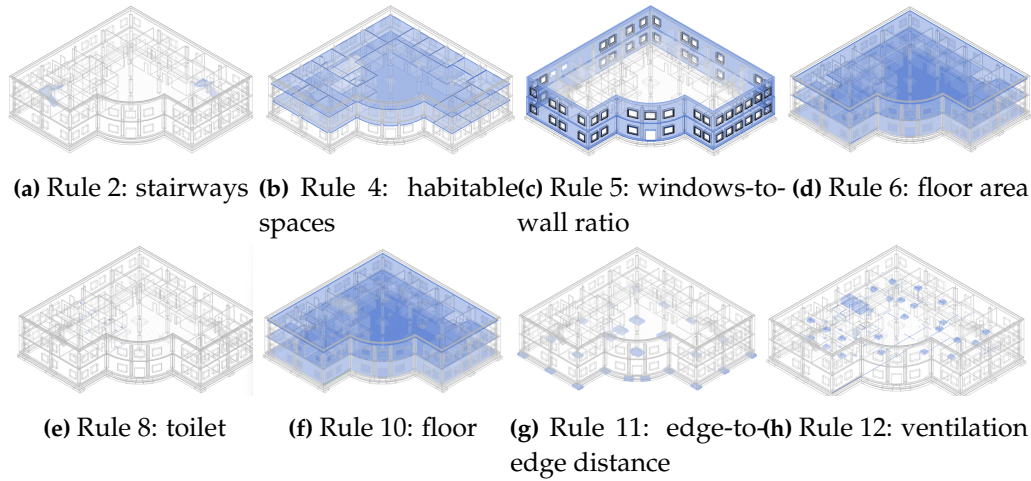 (a) Rule 2: stairways
(b) Rule 4: habitable
spaces
(c) Rule 5: windows-to-
wall ratio
(d) Rule 6: floor area
(e) Rule 8: toilet
(f) Rule 10: floor
(g) Rule 11: edge-to-
edge distance
(h) Rule 12: ventilation